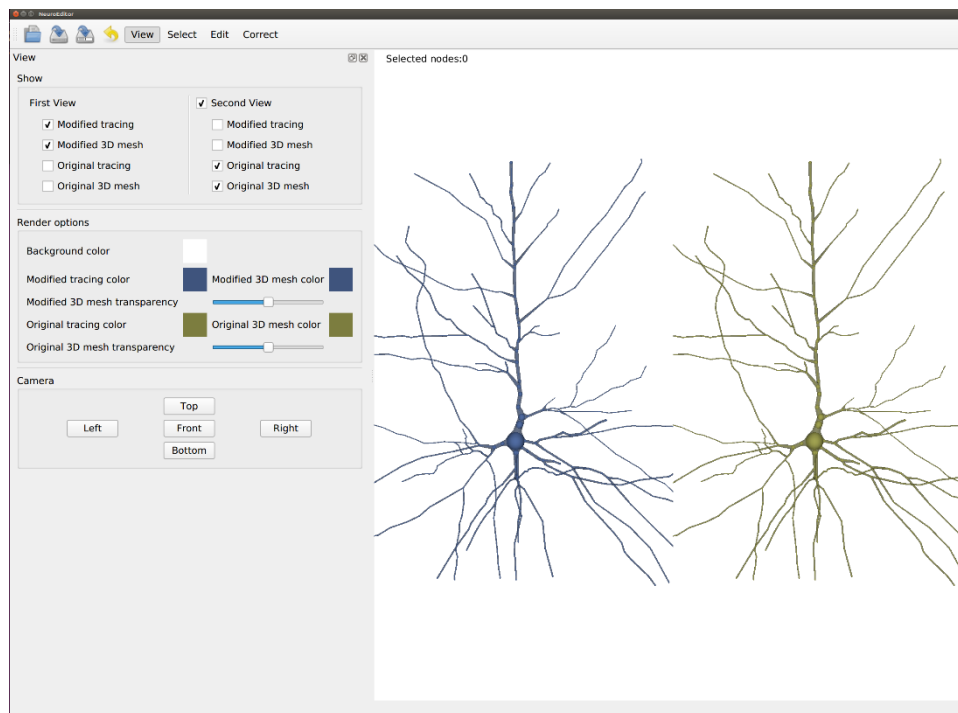 NeuroEditor
View Select Edit Correct
View
Selected nodes:0
Show
First View
Second View
Modified tracing
Modified tracing
Modified 3D mesh
Modified 3D mesh
Original tracing
Original tracing
Original 3D mesh
Original 3D mesh
Render options
Background color
Modified tracing color
Modified 3D mesh color
Modified 3D mesh transparency
Original tracing color
Original 3D mesh color
Original 3D mesh transparency
Camera
Top
Left
Front
Right
Bottom